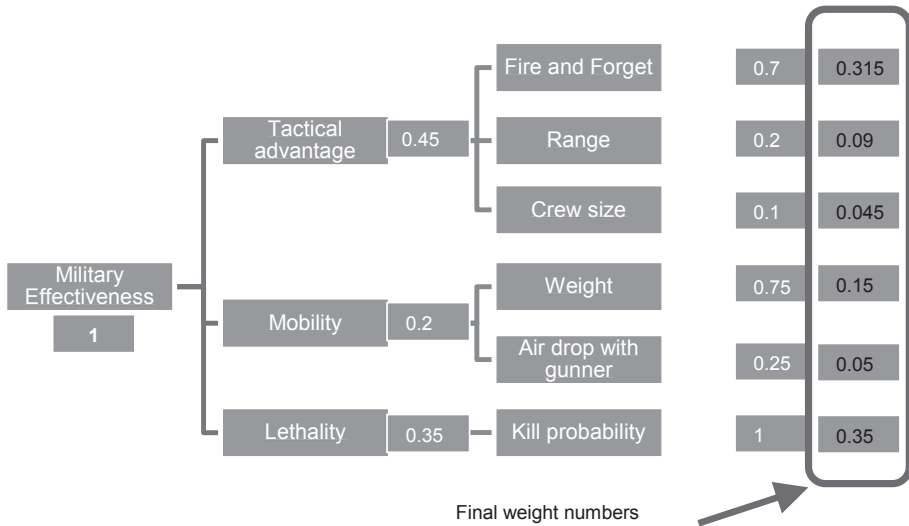 Fire and Forget 0.7 0.315
Tactical
advantage 0.45
Range 0.2 0.09
Crew size 0.1 0.045
Military
Effectiveness
1
Weight 0.75 0.15
Mobility 0.2
Air drop with
gunner 0.25 0.05
Lethality 0.35 Kill probability 1 0.35
Final weight numbers